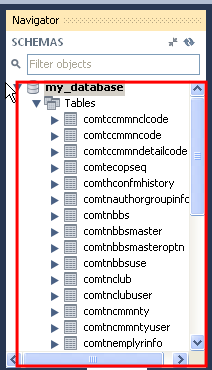 Navigator
SCHEMAS
Filter objects
my_database
Tables
comtccmmnclcode
comtccmmncode
comtccmmndetailcode
comtecopseq
comthconfmhistory
comtnauthorgroupinfo
comtnbbs
comtnbbsmaster
comtnbbsmasteroptn
comtnbbsuse
comtnclub
comtnclubuser
comtncmmnty
comtncmmntyuser
comtnemplyrinfo